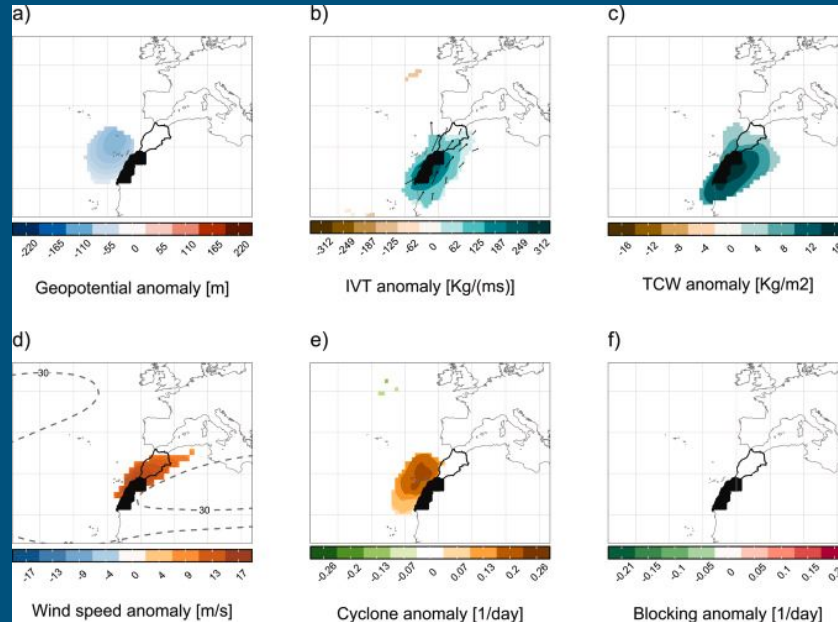 a)
b)
c)
-220 -165 -110 -55 0 55 110 165 220
-312 -249 -187 -125 -62 0 62 125 187 249 312
-16 -12 -8 -4 0 4 8 12
Geopotential anomaly [m]
IVT anomaly [Kg/(ms)]
TCW anomaly [Kg/m2]
d)
e)
f)
30
30
-17 -13 -9 -4 0 4 9 13 17
-0.26 -0.2 -0.13 -0.07 0 0.07 0.13 0.2 0.26
-0.21 -0.15 -0.1 -0.05 0 0.05 0.1 0.15
Wind speed anomaly [m/s]
Cyclone anomaly [1/day]
Blocking anomaly [1/day]